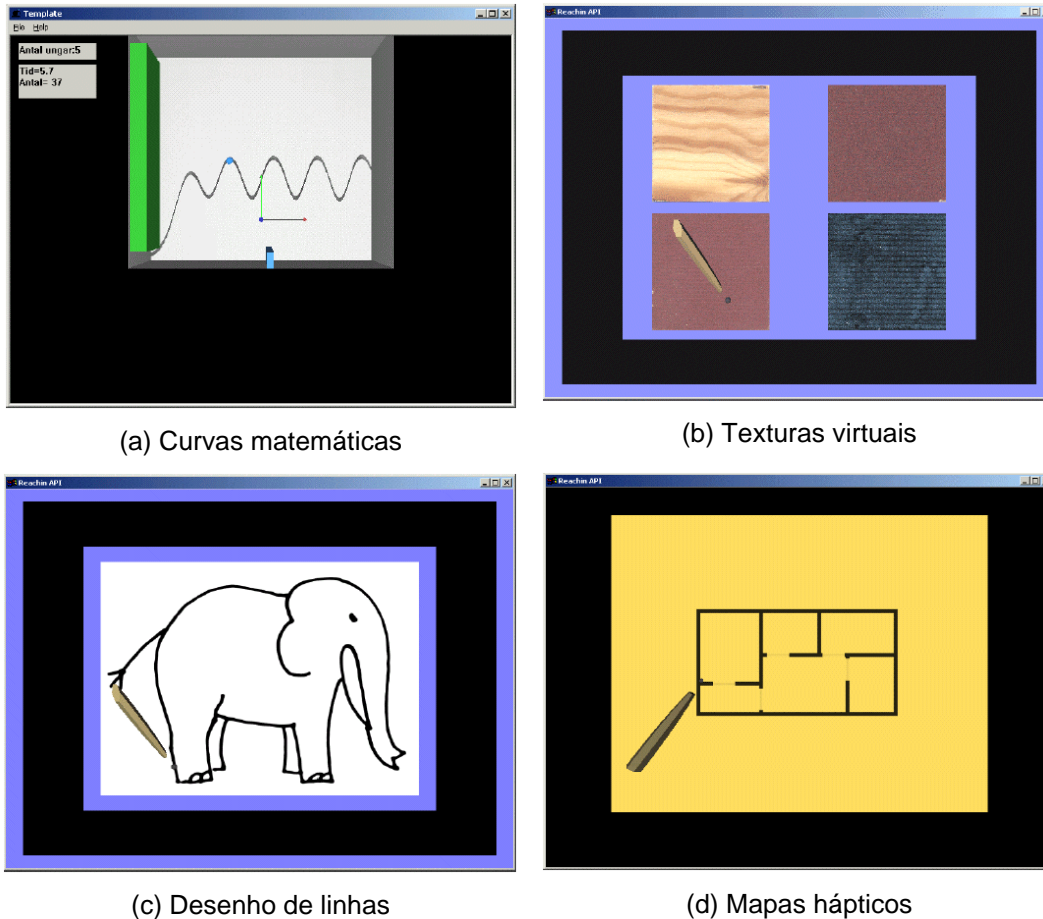 Template
File Help
Antal ungar:5
Tid=5.7
Antal= 37
(a) Curvas matemáticas
Reachin API
(b) Texturas virtuais
Reachin API
(c) Desenho de linhas
Reachin API
(d) Mapas hápticos